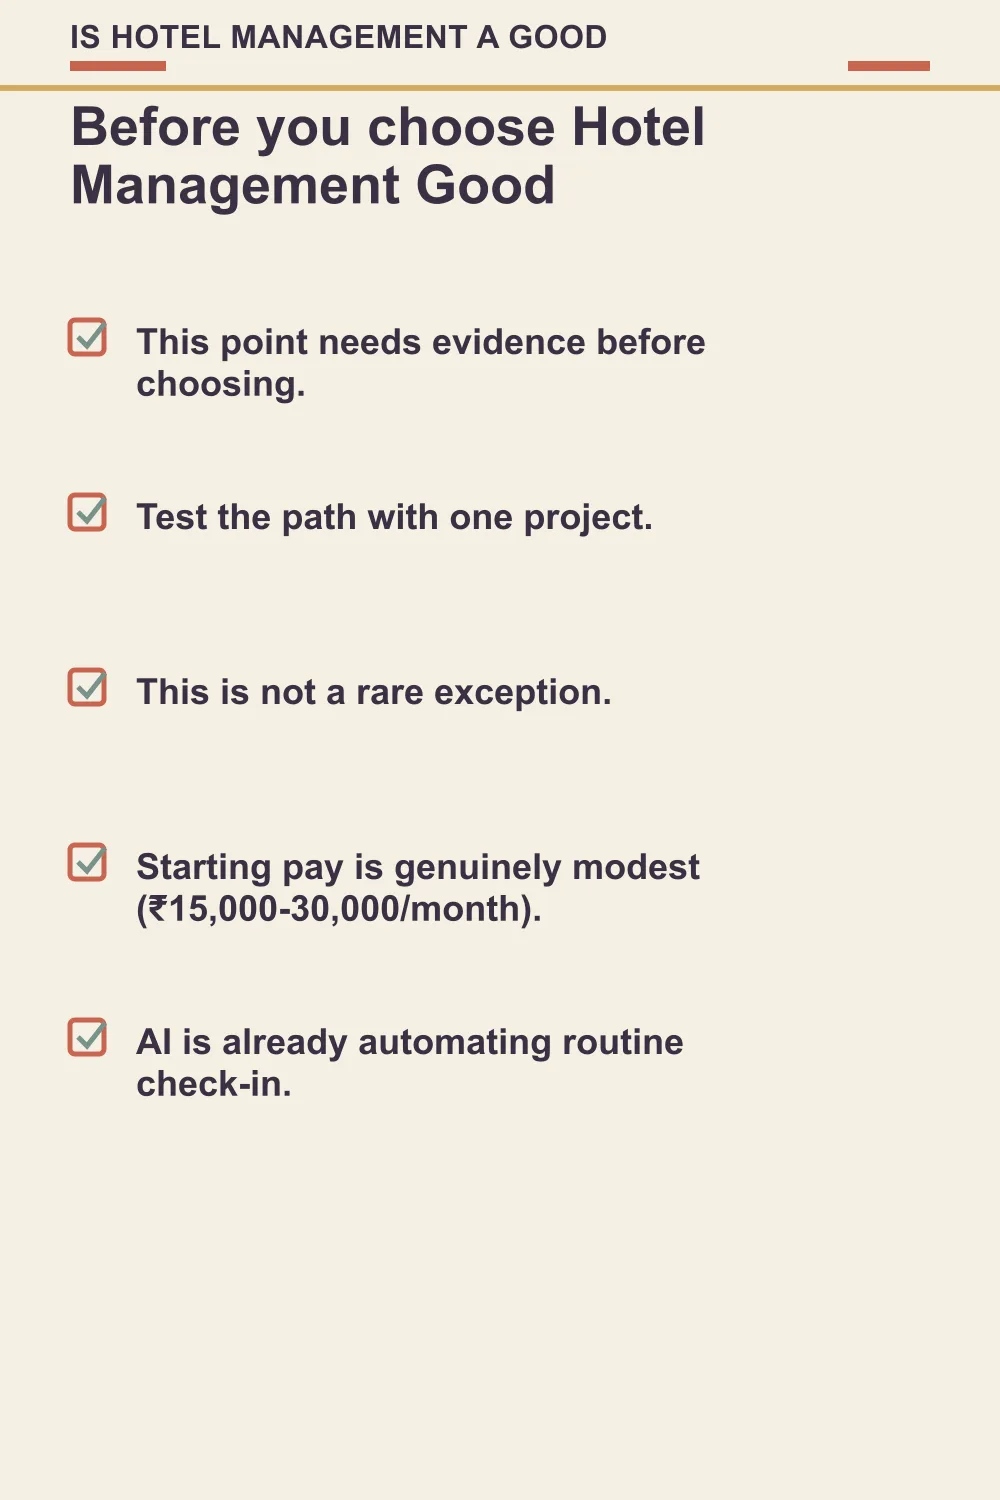 IS HOTEL MANAGEMENT A GOOD
Before you choose Hotel
Management Good
This point needs evidence before
choosing.
Test the path with one project.
This is not a rare exception.
Starting pay is genuinely modest
(₹15,000-30,000/month).
AI is already automating routine
check-in.